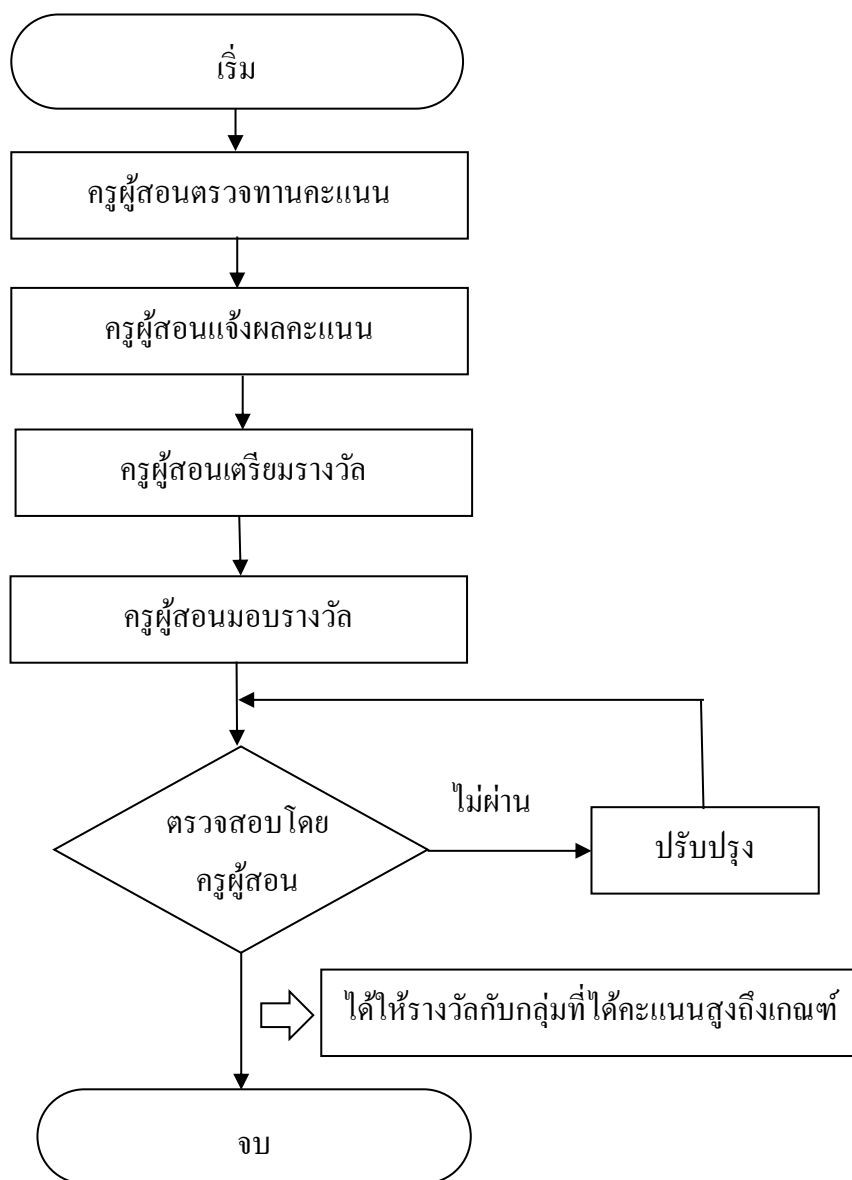 เริ่ม
ครูผู้สอนตรวจทานคะแนน
ครูผู้สอนแจ้งผลคะแนน
ครูผู้สอนเตรียมรางวัล
ครูผู้สอนมอบรางวัล
ไม่ผ่าน
ตรวจสอบโดย
ครูผู้สอน
ปรับปรุง
ได้ให้รางวัลกับกลุ่มที่ได้คะแนนสูงถึงเกณฑ์
จบ